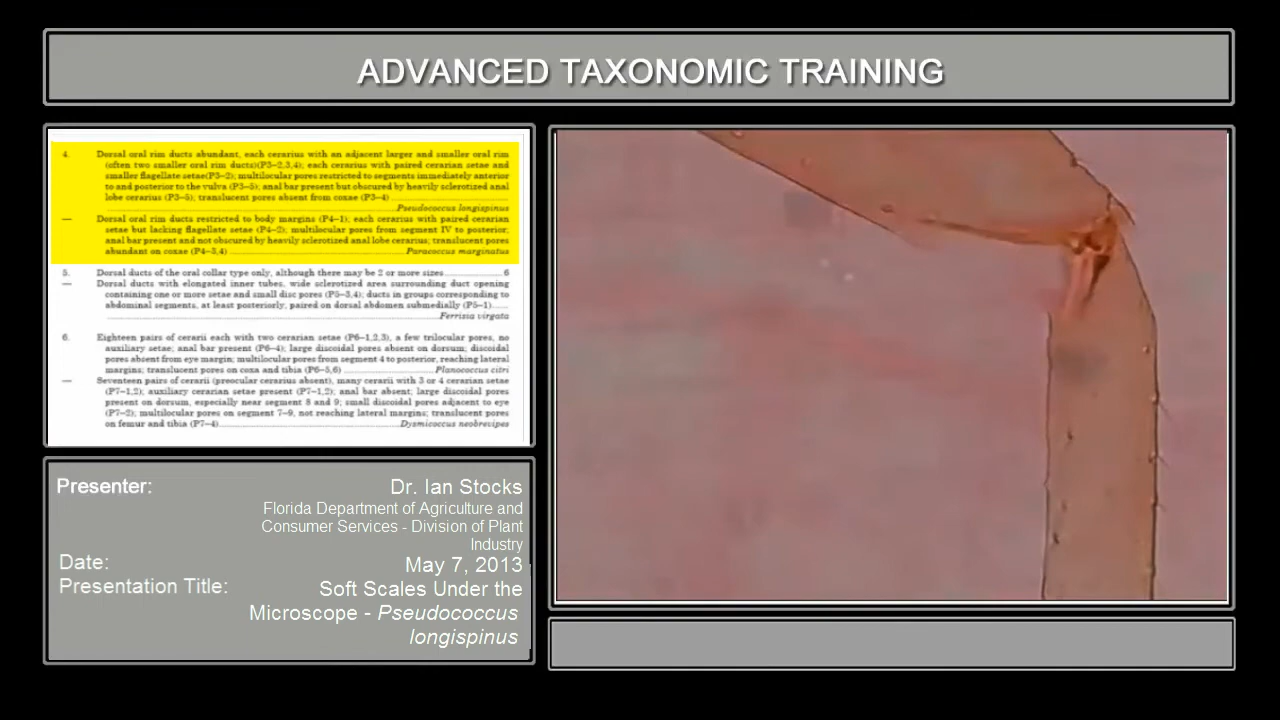 ADVANCED TAXONOMIC TRAINING
4. Dorsal oral rim ducts abundant, each cerarius with an adjacent larger and smaller oral rim
(often two smaller oral rim ducts)(P3–2,3,4); each cerarius with paired cerarian setae and
smaller flagellate setae(P3–2); multilocular pores restricted to segments immediately anterior
to and posterior to the vulva (P3–5); anal bar present but obscured by heavily sclerotized anal
lobe cerarius (P3–5); translucent pores absent from coxae (P3–4)
Pseudococcus longispinus
— Dorsal oral rim ducts restricted to body margins (P4–1); each cerarius with paired cerarian
setae but lacking flagellate setae (P4–2); multilocular pores from segment IV to posterior;
anal bar present and not obscured by heavily sclerotized anal lobe cerarius; translucent pores
abundant on coxae (P4–3,4) Paracoccus marginatus
5. Dorsal ducts of the oral collar type only, although there may be 2 or more sizes 6
— Dorsal ducts with elongated inner tubes, wide sclerotized area surrounding duct opening
containing one or more setae and small disc pores (P5–3,4); ducts in groups corresponding to
abdominal segments, at least posteriorly, paired on dorsal abdomen submedially (P5–1)
Ferrisia virgata
6. Eighteen pairs of cerarii each with two cerarian setae (P6–1,2,3), a few trilocular pores, no
auxiliary setae; anal bar present (P6–4); large discoidal pores absent on dorsum; discoidal
pores absent from eye margin; multilocular pores from segment 4 to posterior, reaching lateral
margins; translucent pores on coxa and tibia (P6–5,6) Planococcus citri
— Seventeen pairs of cerarii (preocular cerarius absent), many cerarii with 3 or 4 cerarian setae
(P7–1,2); auxiliary cerarian setae present (P7–1,2); anal bar absent; large discoidal pores
present on dorsum, especially near segment 8 and 9; small discoidal pores adjacent to eye
(P7–2); multilocular pores on segment 7–9, not reaching lateral margins; translucent pores
on femur and tibia (P7–4) Dysmicoccus neobrevipes
Presenter: Dr. Ian Stocks
Florida Department of Agriculture and
Consumer Services - Division of Plant
Industry
Date: May 7, 2013
Presentation Title: Soft Scales Under the
Microscope - Pseudococcus
longispinus